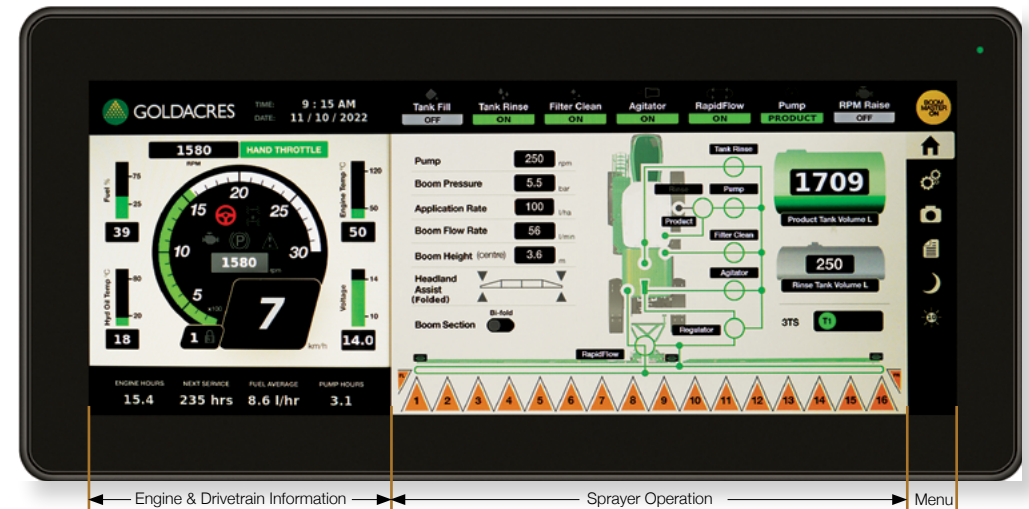 GOLDACRES
TIME: 9 : 15 AM
DATE: 11 / 10 / 2022
Tank Fill
OFF
Tank Rinse
ON
Filter Clean
ON
Agitator
ON
RapidFlow
ON
Pump
PRODUCT
RPM Raise
OFF
BOOM
MASTER
ON
1580
RPM
HAND THROTTLE
Fuel %
75
25
39
Engine Temp °C
120
50
50
5
10
15
20
25
30
x100
1580
rpm
7
km/h
1
Hyd Oil Temp °C
80
20
18
Voltage
14
10
14.0
ENGINE HOURS
15.4
NEXT SERVICE
235 hrs
FUEL AVERAGE
8.6 l/hr
PUMP HOURS
3.1
Pump 250 rpm
Boom Pressure 5.5 bar
Application Rate 100 L/ha
Boom Flow Rate 56 L/min
Boom Height (centre) 3.6 m
Headland
Assist
(Folded)
Boom Section
Bi-fold
Tank Rinse
Rinse
Pump
Product
Filter Clean
Agitator
Regulator
RapidFlow
1709
Product Tank Volume L
250
Rinse Tank Volume L
3TS T1
1 2 3 4 5 6 7 8 9 10 11 12 13 14 15 16
Engine & Drivetrain Information
Sprayer Operation
Menu